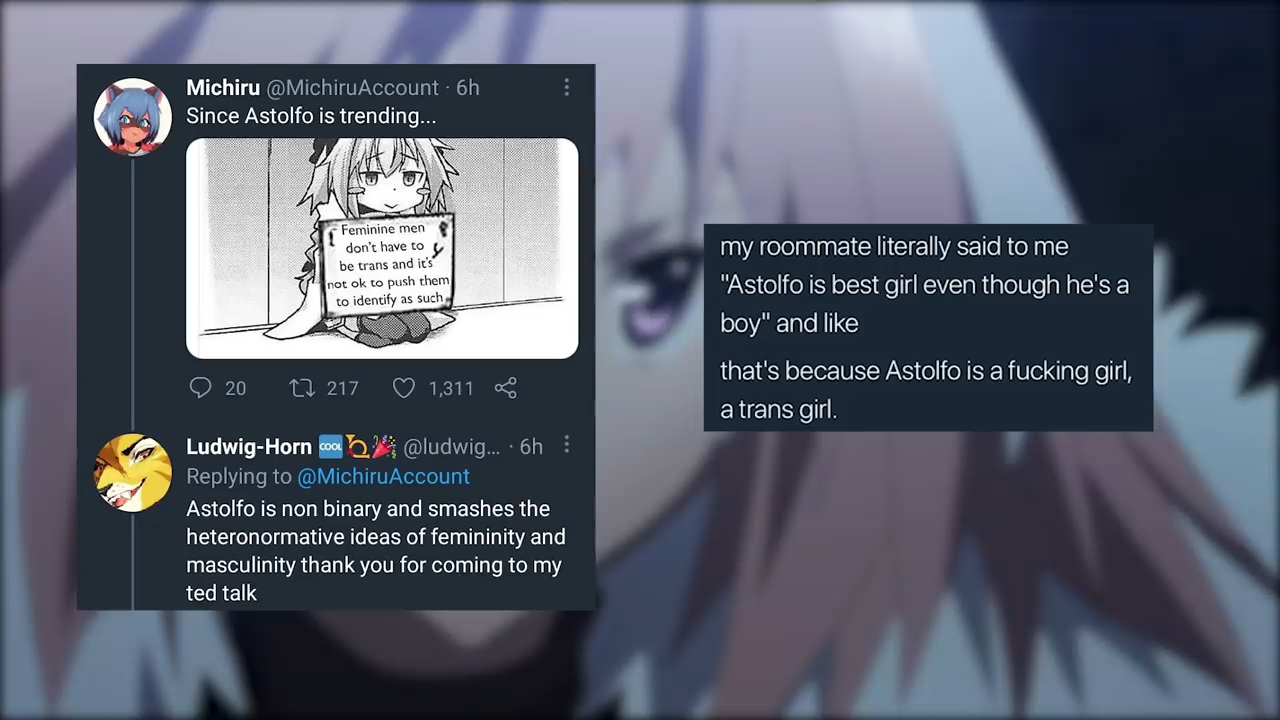 Michiru @MichiruAccount · 6h
Since Astolfo is trending...
Feminine men
don't have to
be trans and it's
not ok to push them
to identify as such
20 217 1,311
Ludwig-Horn 🆒📯🎉 @ludwig... · 6h
Replying to @MichiruAccount
Astolfo is non binary and smashes the
heteronormative ideas of femininity and
masculinity thank you for coming to my
ted talk
my roommate literally said to me
"Astolfo is best girl even though he's a
boy" and like
that's because Astolfo is a fucking girl,
a trans girl.